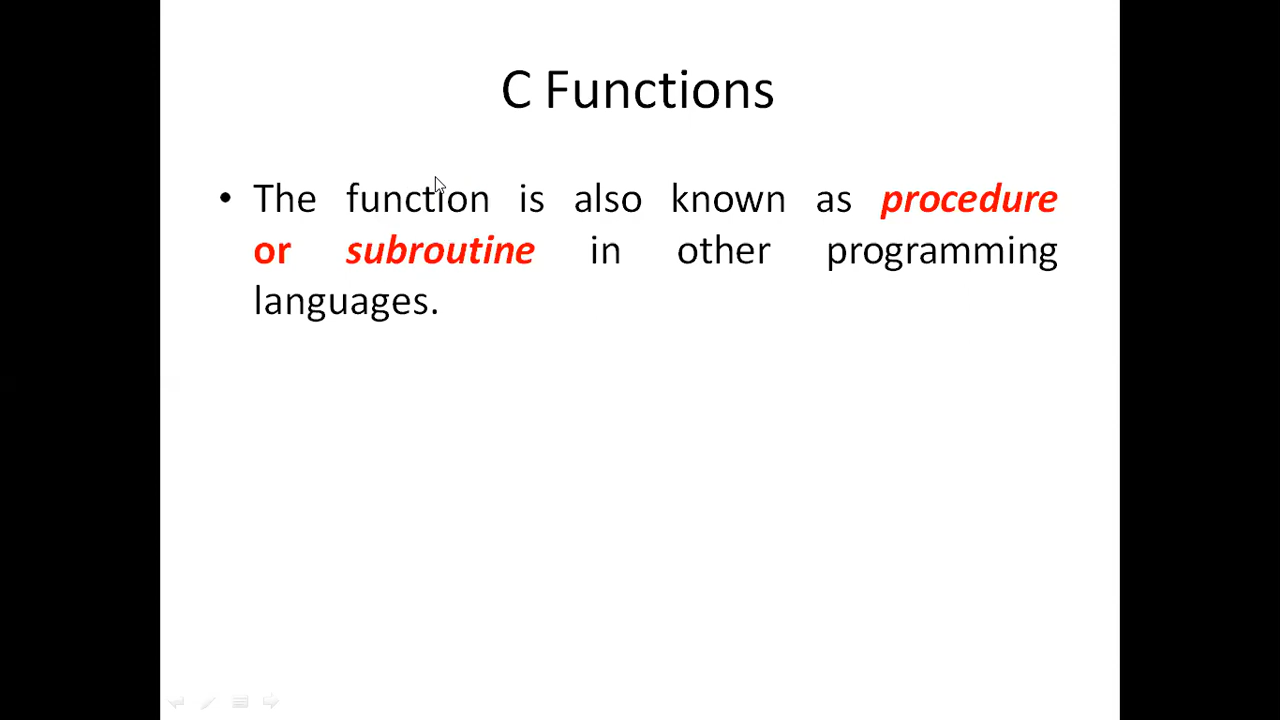 C Functions
• The function is also known as procedure
or subroutine in other programming
languages.